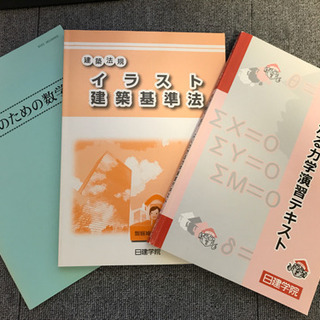 のための数学
建築法規
イラスト
建築基準法
日建学院
かる力学演習テキスト
ΣX=0
ΣY=0
ΣM=0
θ=
δ=
日建学院